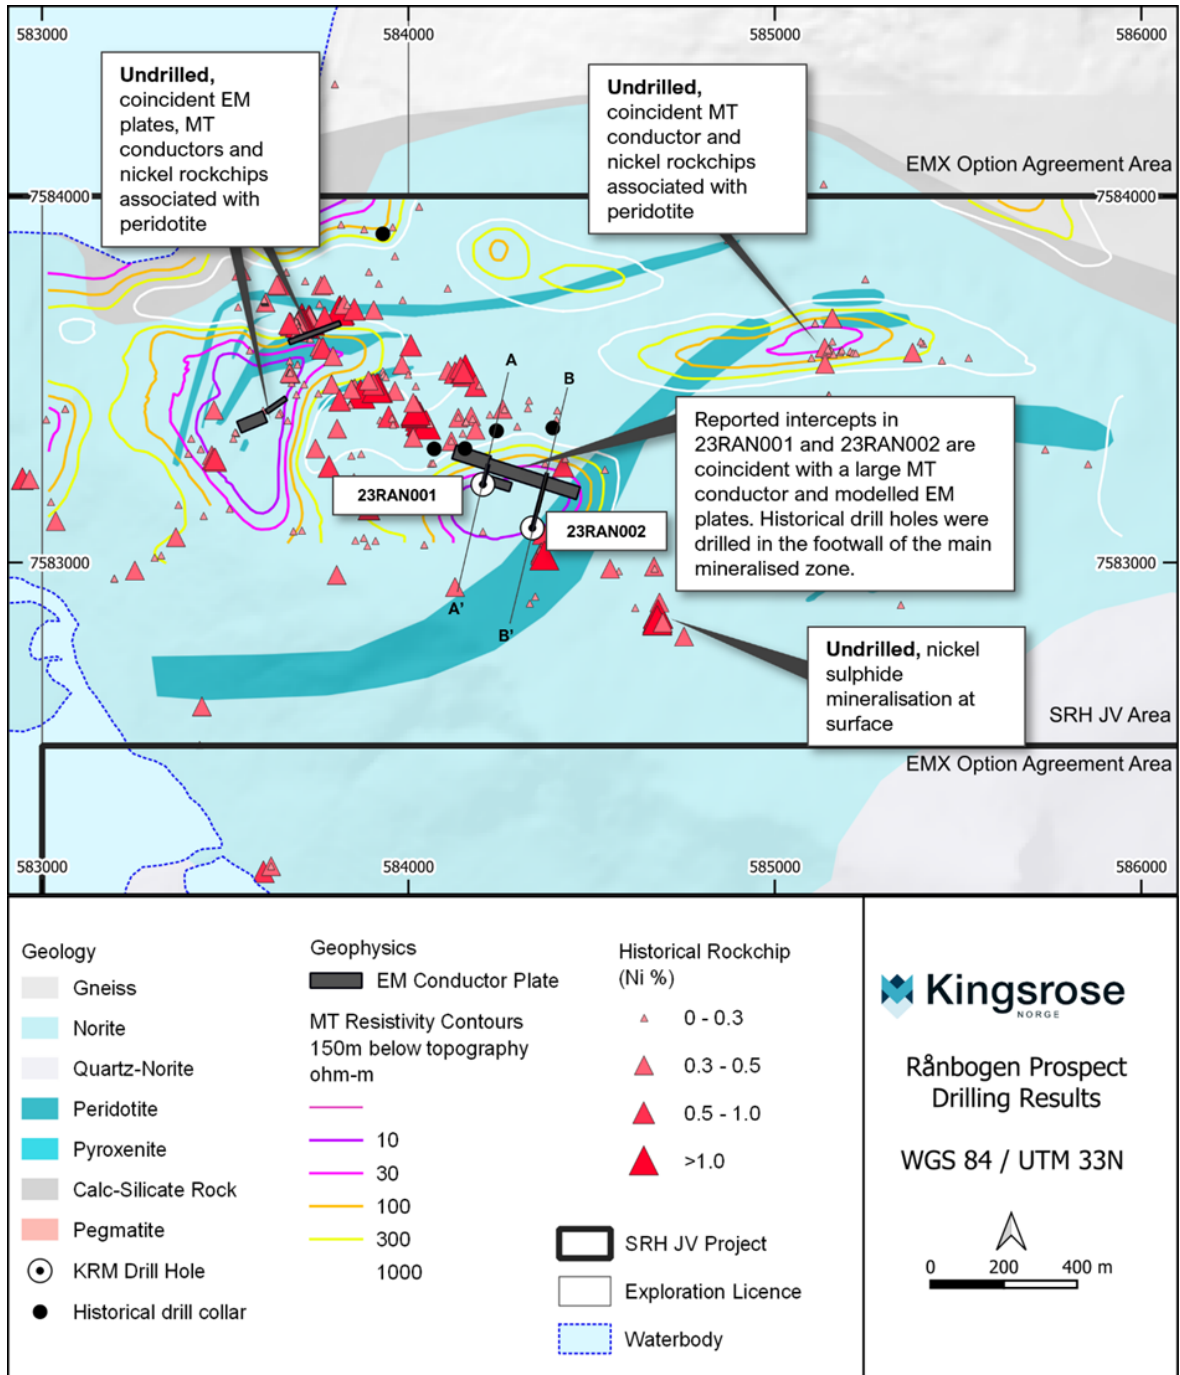 583000
584000
585000
586000
Undrilled,
coincident EM
plates, MT
conductors and
nickel rockchips
associated with
peridotite
Undrilled,
coincident MT
conductor and
nickel rockchips
associated with
peridotite
EMX Option Agreement Area
7584000
7584000
A
B
Reported intercepts in
23RAN001 and 23RAN002 are
coincident with a large MT
conductor and modelled EM
plates. Historical drill holes were
drilled in the footwall of the main
mineralised zone.
23RAN001
23RAN002
7583000
7583000
A'
B'
Undrilled, nickel
sulphide
mineralisation at
surface
SRH JV Area
EMX Option Agreement Area
583000
584000
585000
586000
Geology
Gneiss
Norite
Quartz-Norite
Peridotite
Pyroxenite
Calc-Silicate Rock
Pegmatite
KRM Drill Hole
Historical drill collar
Geophysics
EM Conductor Plate
MT Resistivity Contours
150m below topography
ohm-m
10
30
100
300
1000
Historical Rockchip
(Ni %)
0 - 0.3
0.3 - 0.5
0.5 - 1.0
>1.0
SRH JV Project
Exploration Licence
Waterbody
Kingsrose
NORGE
Rånbogen Prospect
Drilling Results
WGS 84 / UTM 33N
0 200 400 m